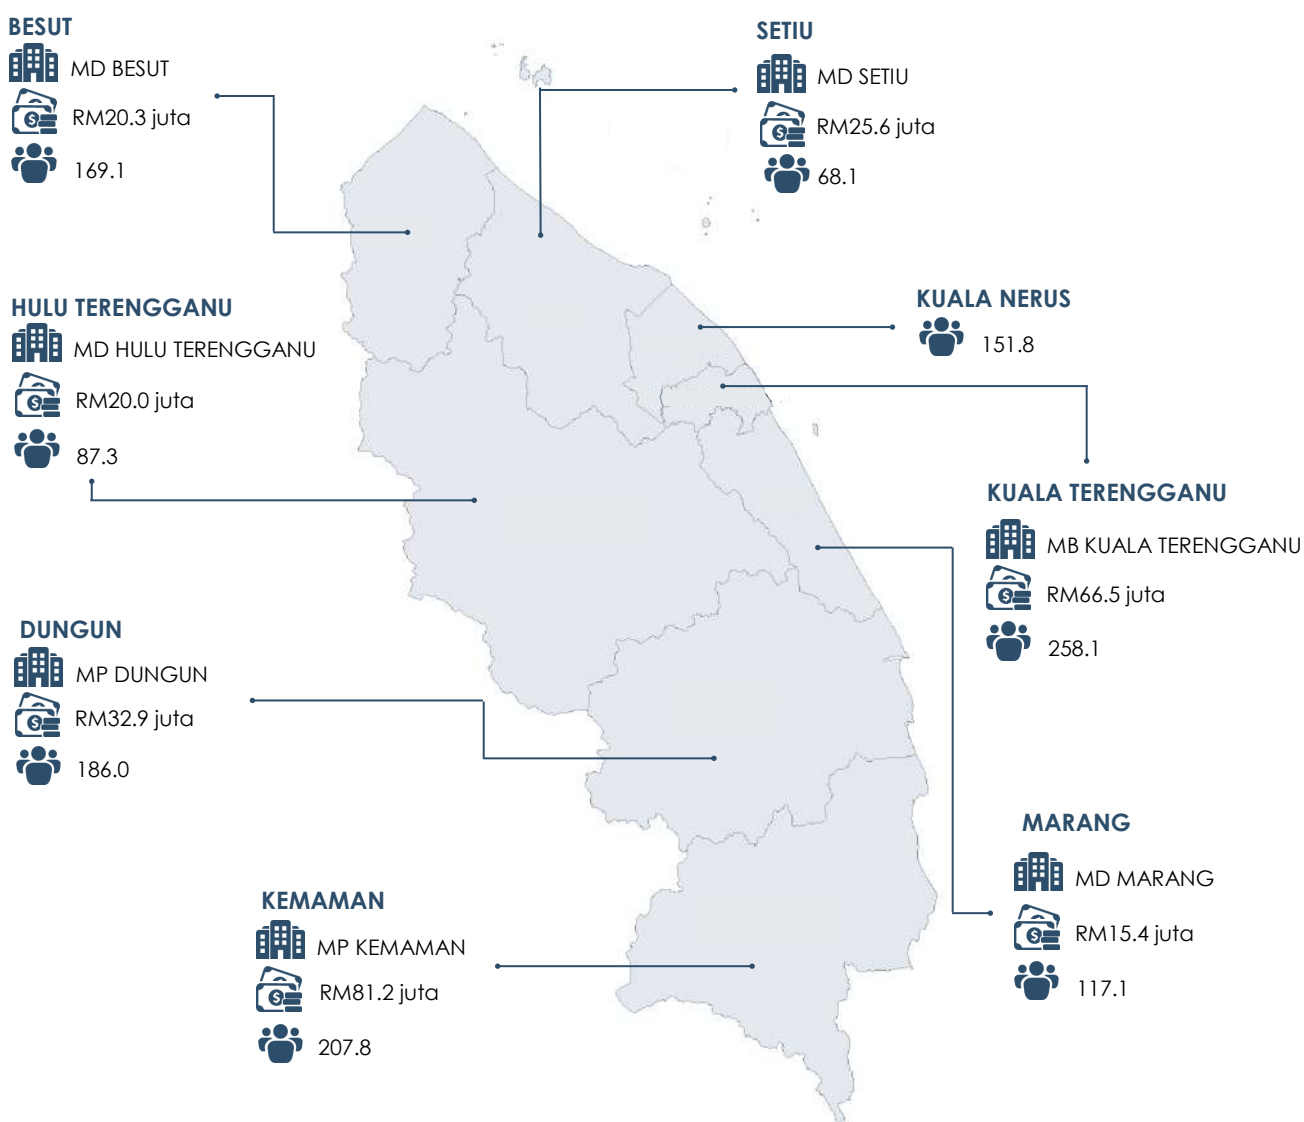 BESUT
MD BESUT
RM20.3 juta
169.1
SETIU
MD SETIU
RM25.6 juta
68.1
HULU TERENGGANU
MD HULU TERENGGANU
RM20.0 juta
87.3
KUALA NERUS
151.8
KUALA TERENGGANU
MB KUALA TERENGGANU
RM66.5 juta
258.1
DUNGUN
MP DUNGUN
RM32.9 juta
186.0
MARANG
MD MARANG
RM15.4 juta
117.1
KEMAMAN
MP KEMAMAN
RM81.2 juta
207.8